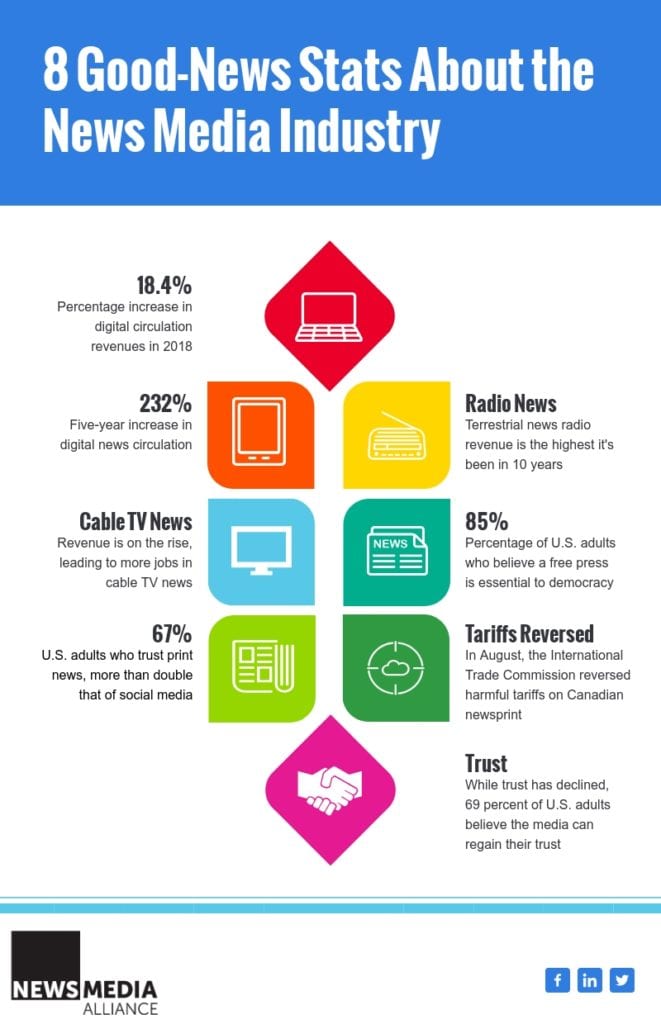 8 Good-News Stats About the
News Media Industry
18.4%
Percentage increase in
digital circulation
revenues in 2018
232%
Five-year increase in
digital news circulation
Radio News
Terrestrial news radio
revenue is the highest it's
been in 10 years
Cable TV News
Revenue is on the rise,
leading to more jobs in
cable TV news
NEWS
85%
Percentage of U.S. adults
who believe a free press
is essential to democracy
67%
U.S. adults who trust print
news, more than double
that of social media
Tariffs Reversed
In August, the International
Trade Commission reversed
harmful tariffs on Canadian
newsprint
Trust
While trust has declined,
69 percent of U.S. adults
believe the media can
regain their trust
NEWS MEDIA
ALLIANCE
f
in